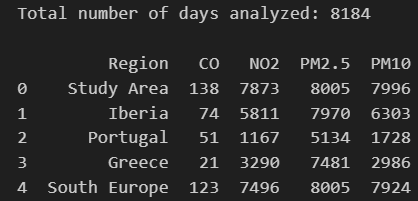 Total number of days analyzed: 8184
Region CO NO2 PM2.5 PM10
0 Study Area 138 7873 8005 7996
1 Iberia 74 5811 7970 6303
2 Portugal 51 1167 5134 1728
3 Greece 21 3290 7481 2986
4 South Europe 123 7496 8005 7924